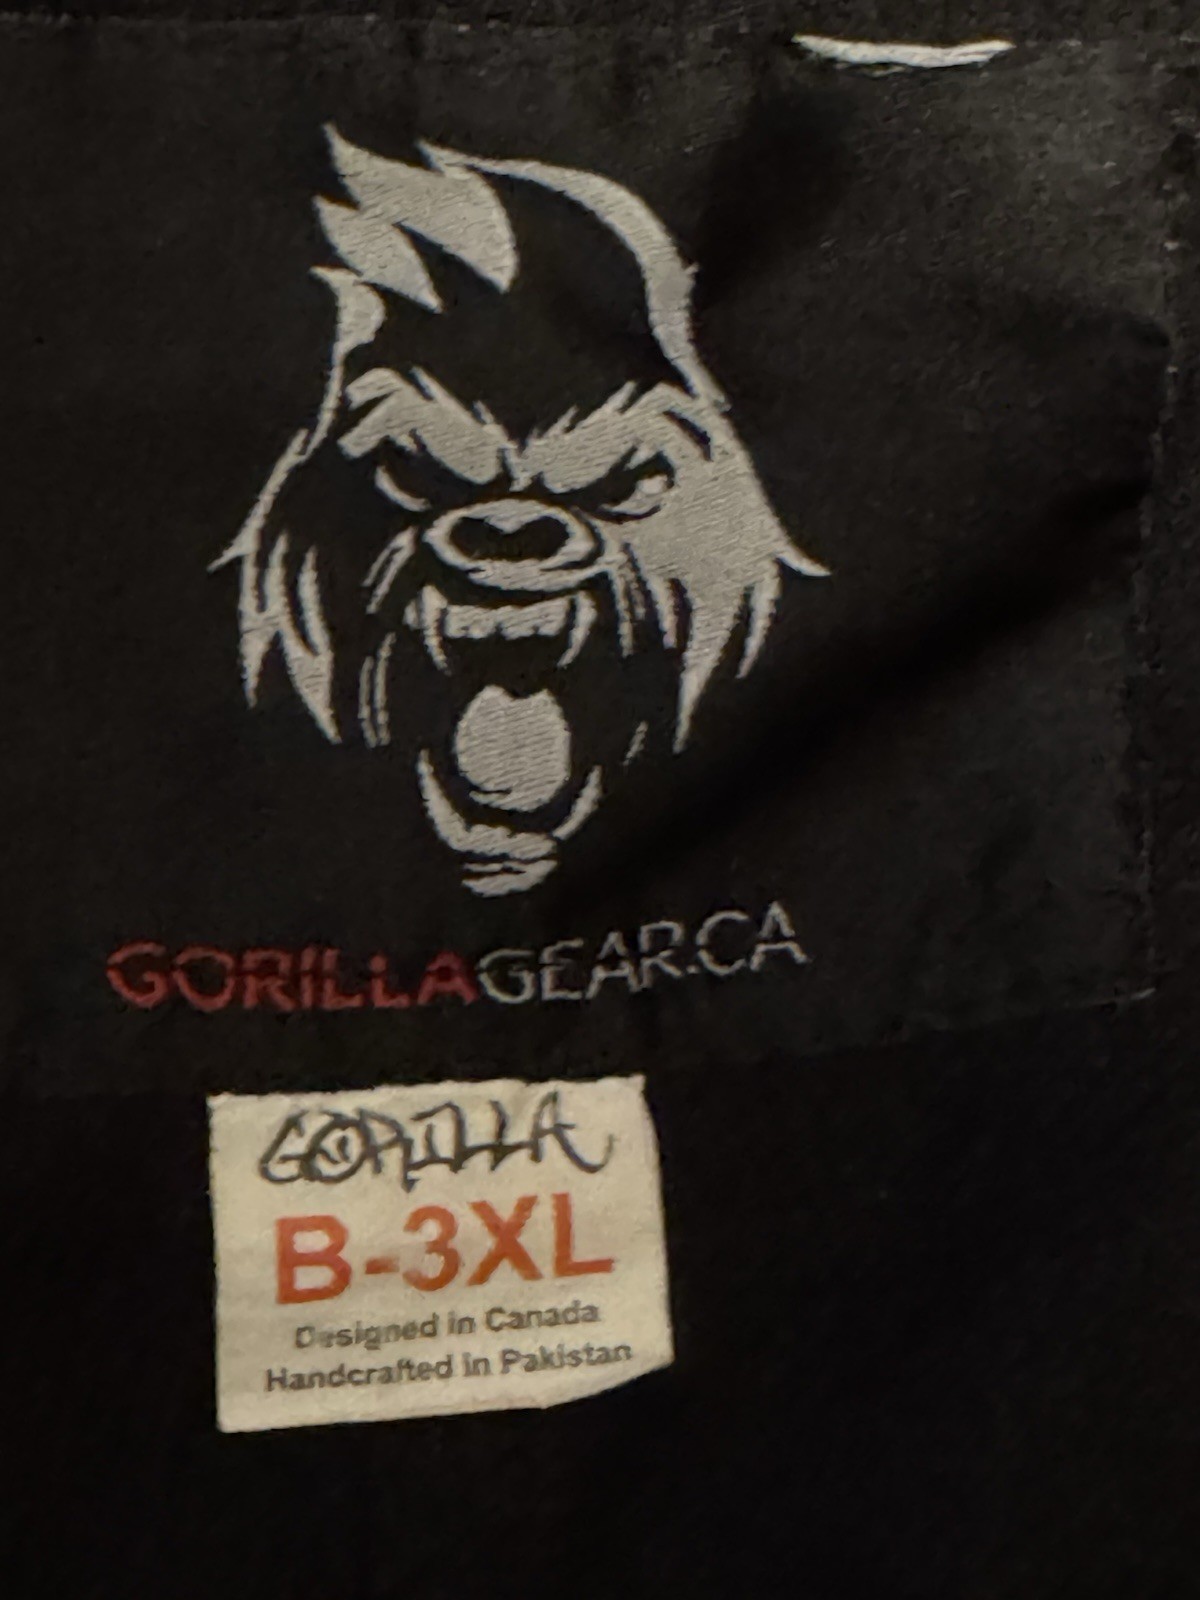 GORILLAGEAR.CA
GORILLA
B-3XL
Designed in Canada
Handcrafted in Pakistan